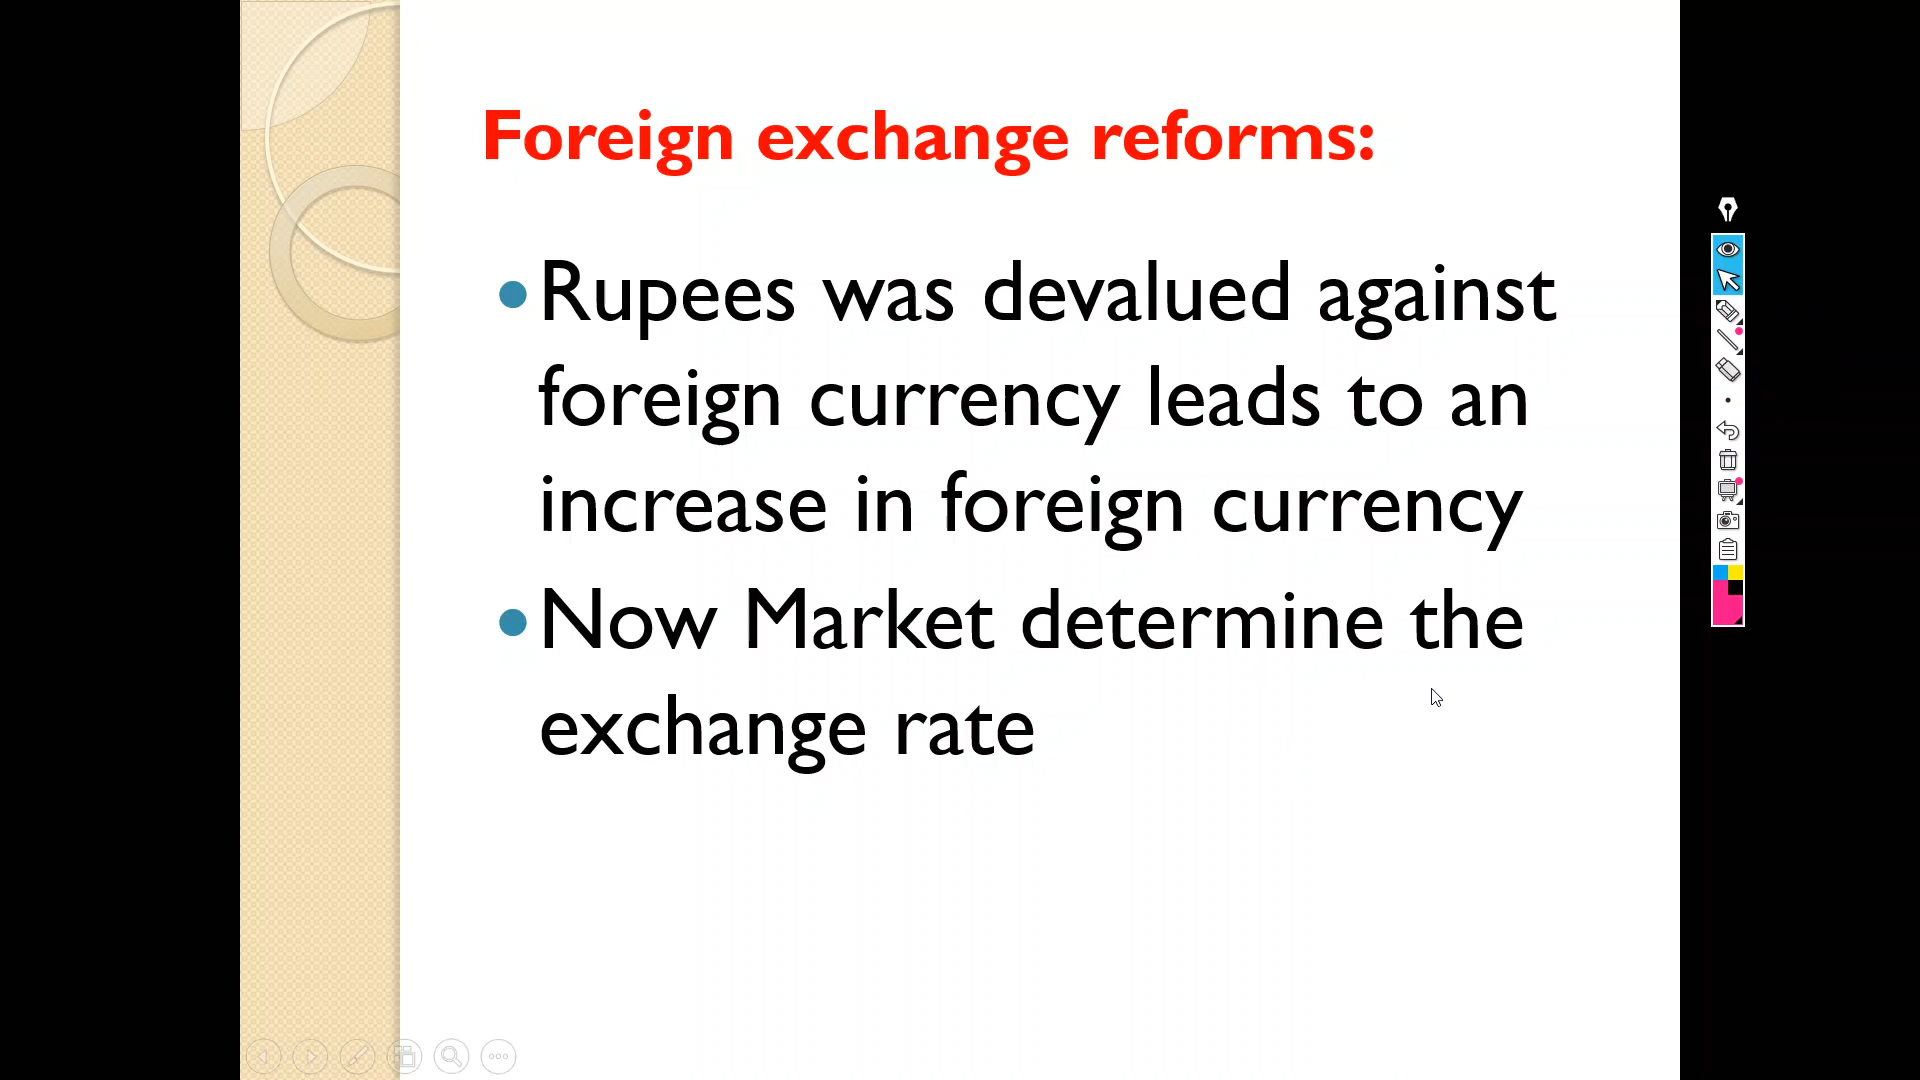 Foreign exchange reforms:
Rupees was devalued against
foreign currency leads to an
increase in foreign currency
Now Market determine the
exchange rate